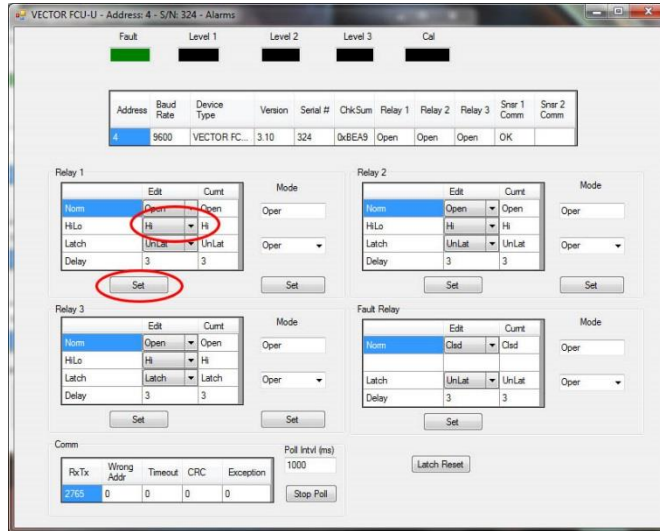 VECTOR FCU-U - Address: 4 - S/N: 324 - Alarms
Fault Level 1 Level 2 Level 3 Cal
Address Baud Rate Device Type Version Serial # ChkSum Relay 1 Relay 2 Relay 3 Snsr 1 Comm Snsr 2 Comm
4 9600 VECTOR FC... 3.10 324 0xBEA9 Open Open Open OK
Relay 1
Edit Curnt Mode
Norm Open Open Oper
HiLo Hi Hi
Latch UnLat UnLat Oper
Delay 3 3
Set Set
Relay 2
Edit Curnt Mode
Norm Open Open Oper
HiLo Hi Hi
Latch UnLat UnLat Oper
Delay 3 3
Set Set
Relay 3
Edit Curnt Mode
Norm Open Open Oper
HiLo Hi Hi
Latch Latch Latch Oper
Delay 3 3
Set Set
Fault Relay
Edit Curnt Mode
Norm Clsd Clsd Oper
Latch UnLat UnLat Oper
Delay 3 3
Set
Comm
RxTx Wrong Addr Timeout CRC Exception
2765 0 0 0 0
Poll Intvl (ms)
1000
Stop Poll
Latch Reset